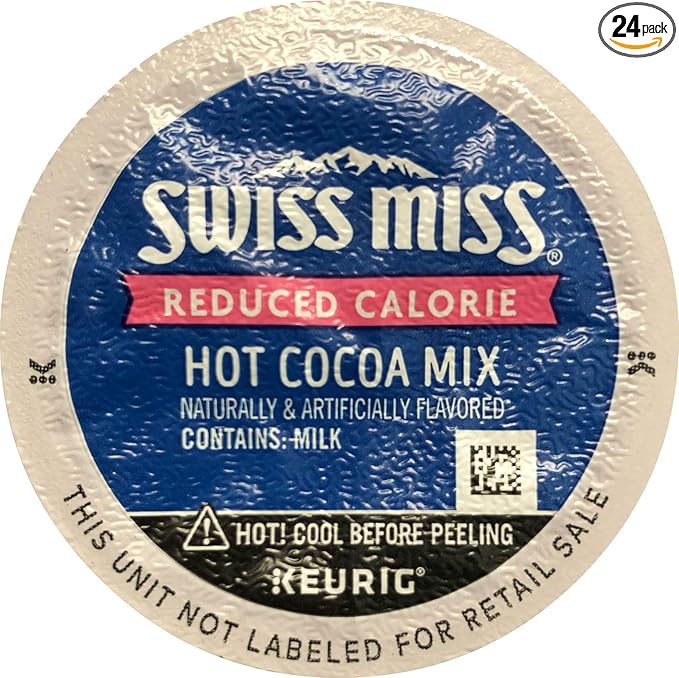 24 pack
SWISS MISS®
REDUCED CALORIE
HOT COCOA MIX
NATURALLY & ARTIFICIALLY FLAVORED
CONTAINS: MILK
HOT! COOL BEFORE PEELING
KEURIG®
THIS UNIT NOT LABELED FOR RETAIL SALE